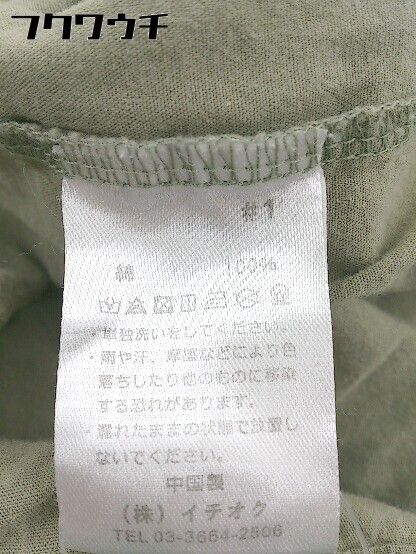 フクワウチ
#1
綿 100%
・単独洗いをしてください。
・雨や汗、摩擦などにより色
落ちしたり他のものに移染
する恐れがあります。
・濡れたままの状態で放置し
ないでください。
中国製
(株) イチオク
TEL 03-3664-2506